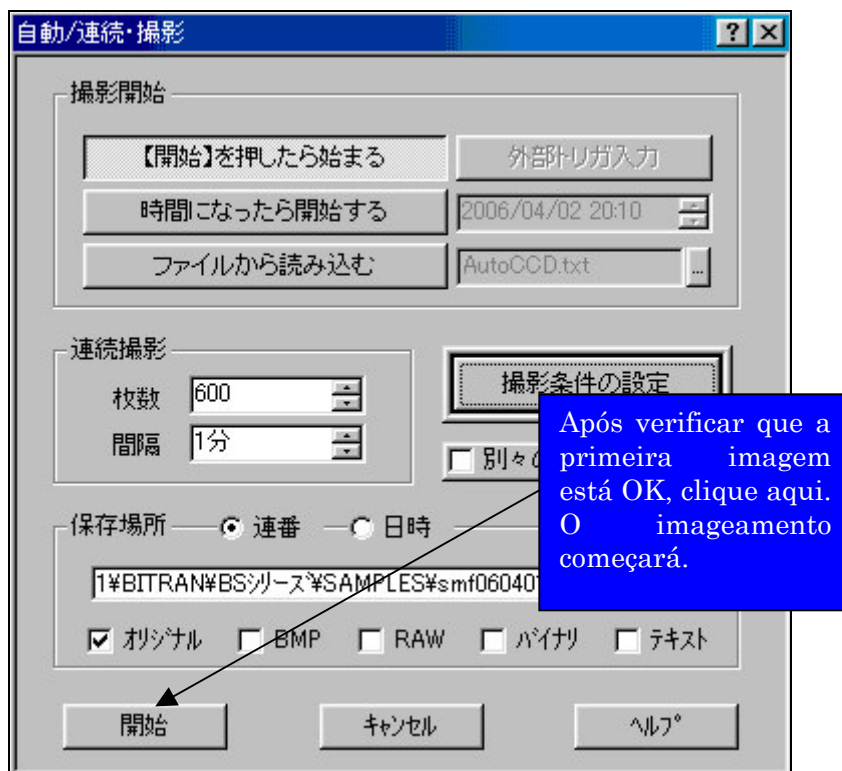 自動/連続・撮影
撮影開始
【開始】を押したら始まる 外部トリガ入力
時間になったら開始する 2006/04/02 20:10
ファイルから読み込む AutoCCD.txt ...
連続撮影
枚数 600
間隔 1分
撮影条件の設定
別々の
Após verificar que a
primeira imagem
está OK, clique aqui.
O imageamento
começará.
保存場所 連番 日時
1¥BITRAN¥BSシリーズ¥SAMPLES¥smf060401
オリジナル BMP RAW バイナリ テキスト
開始 キャンセル ヘルプ